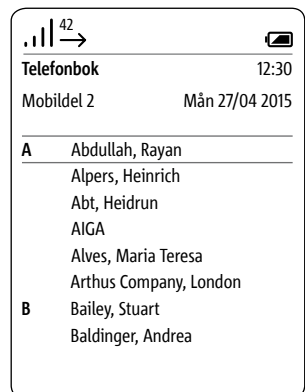 42
Telefonbok 12:30
Mobildel 2 Mån 27/04 2015
A Abdullah, Rayan
Alpers, Heinrich
Abt, Heidrun
AIGA
Alves, Maria Teresa
Arthus Company, London
B Bailey, Stuart
Baldinger, Andrea